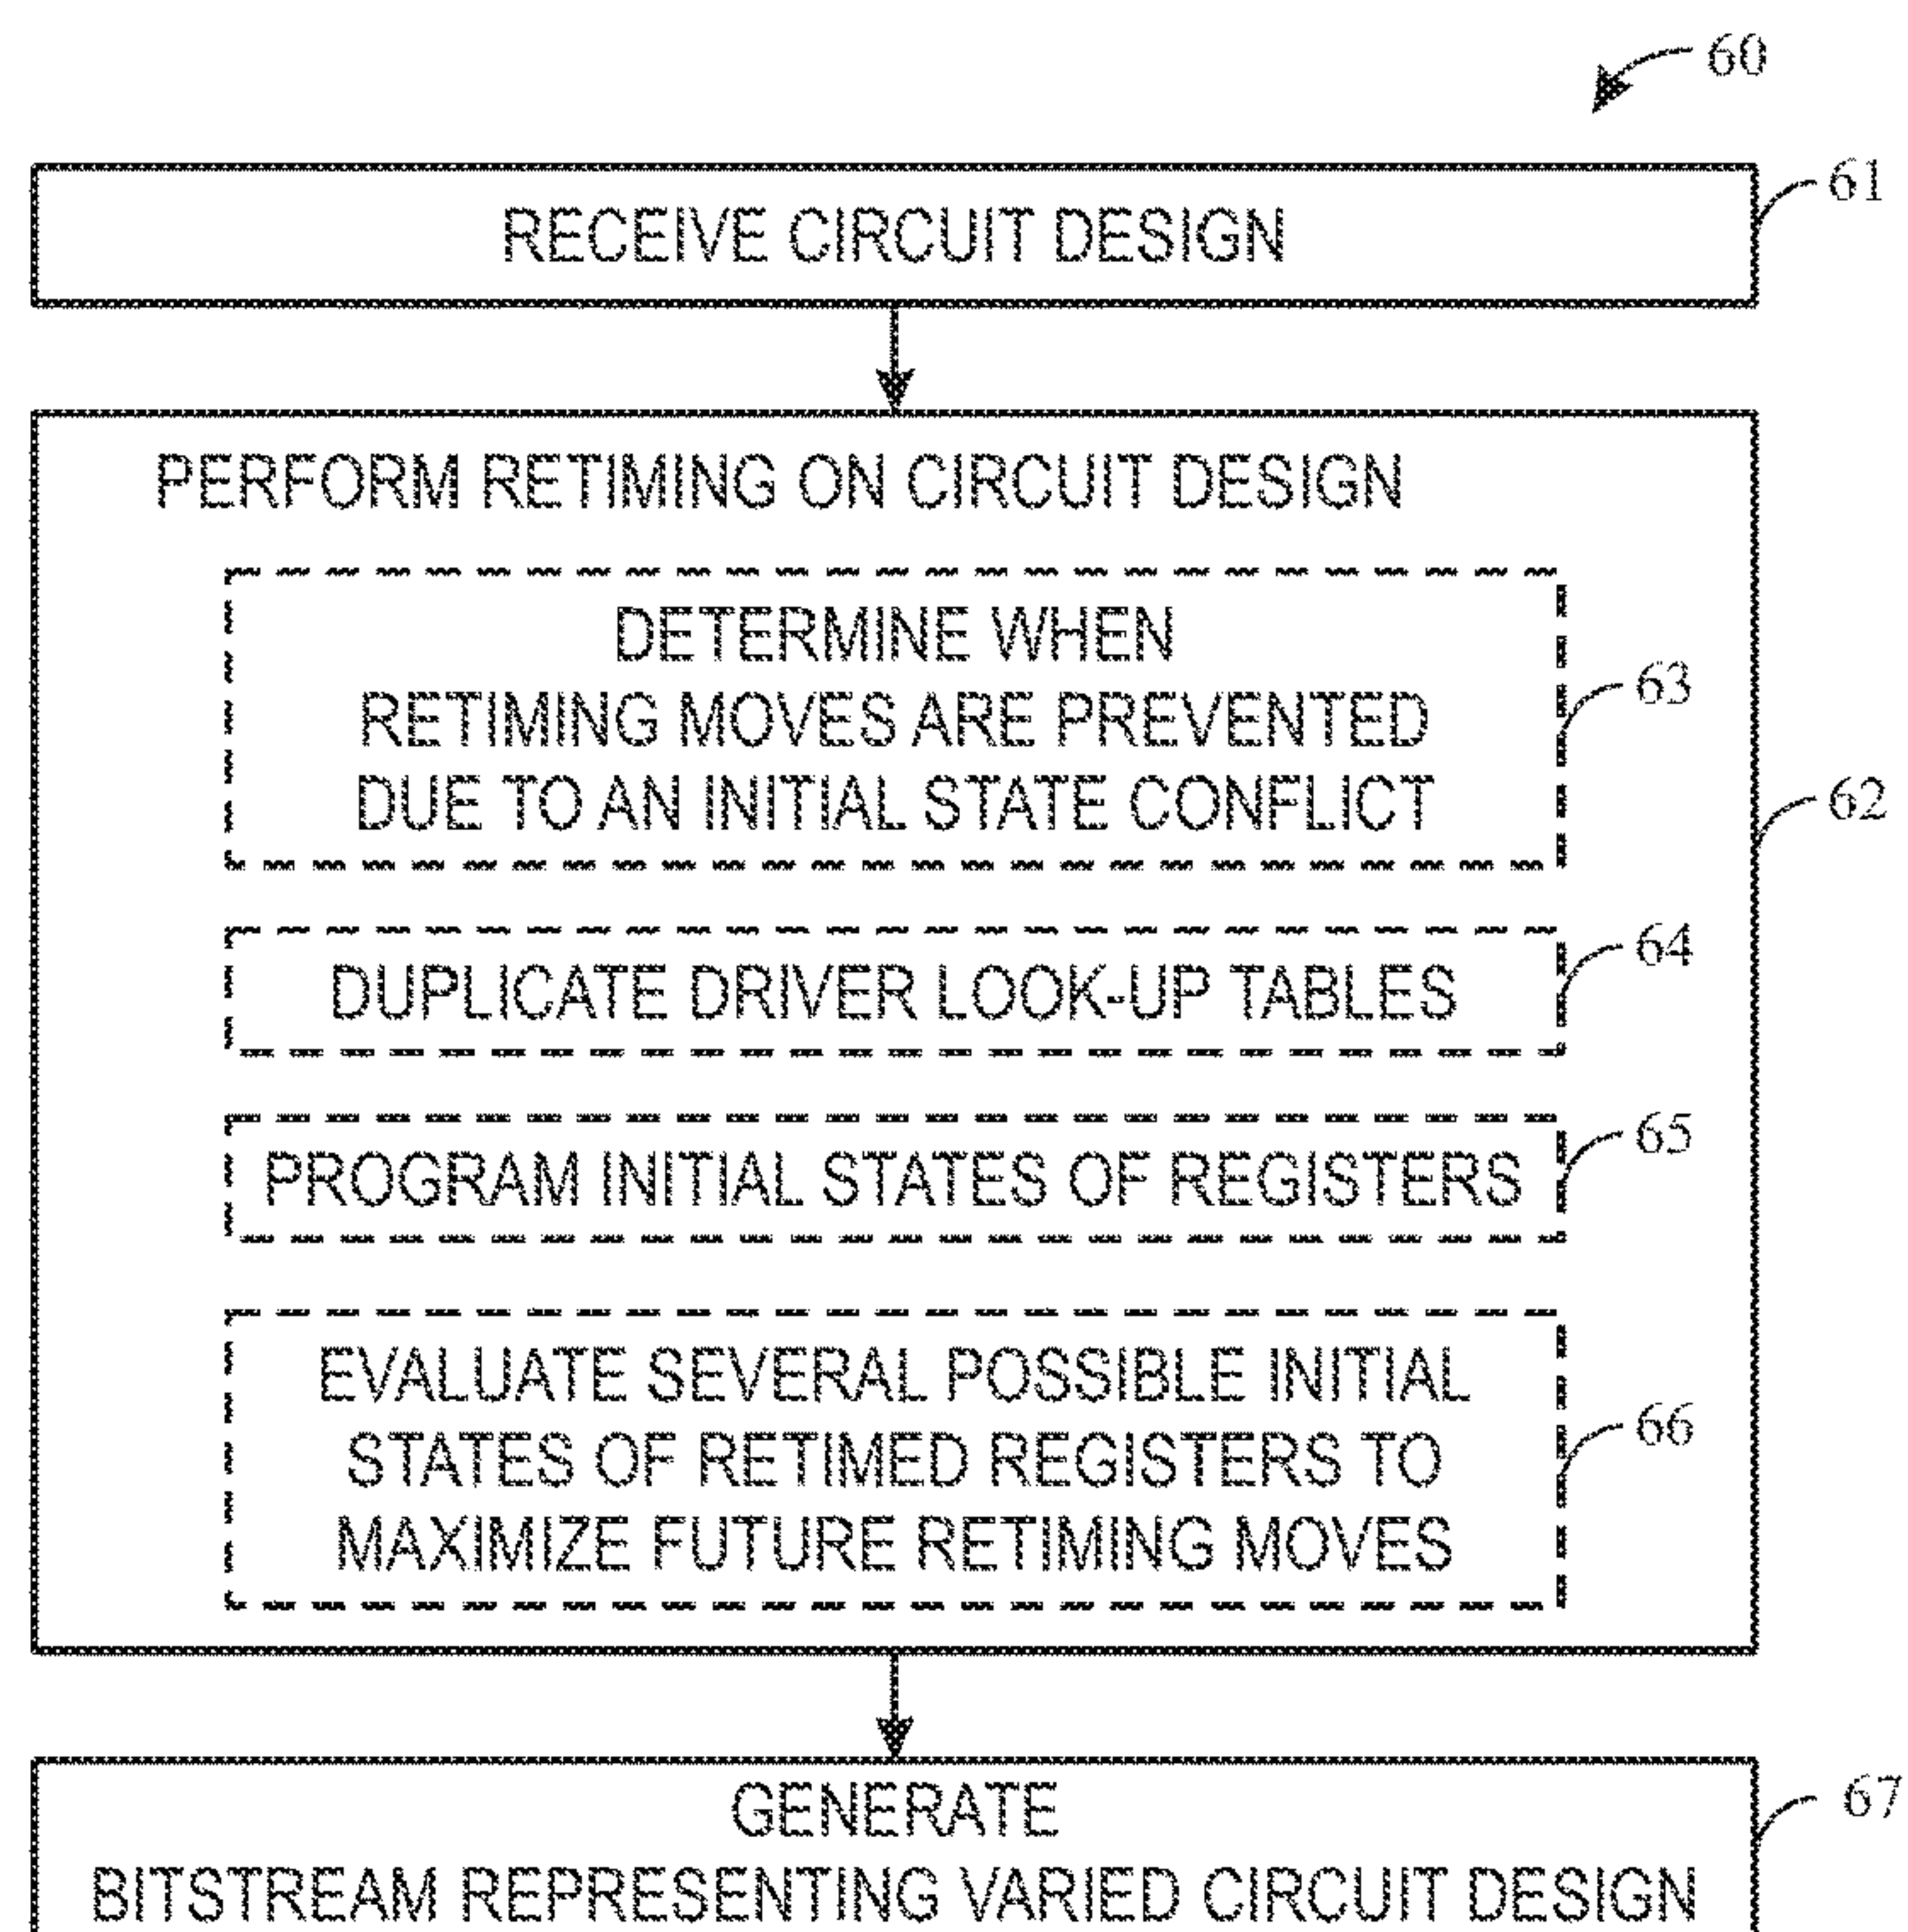 60
RECEIVE CIRCUIT DESIGN
61
PERFORM RETIMING ON CIRCUIT DESIGN
62
DETERMINE WHEN
RETIMING MOVES ARE PREVENTED
DUE TO AN INITIAL STATE CONFLICT
63
DUPLICATE DRIVER LOOK-UP TABLES
64
PROGRAM INITIAL STATES OF REGISTERS
65
EVALUATE SEVERAL POSSIBLE INITIAL
STATES OF RETIMED REGISTERS TO
MAXIMIZE FUTURE RETIMING MOVES
66
GENERATE
BITSTREAM REPRESENTING VARIED CIRCUIT DESIGN
67